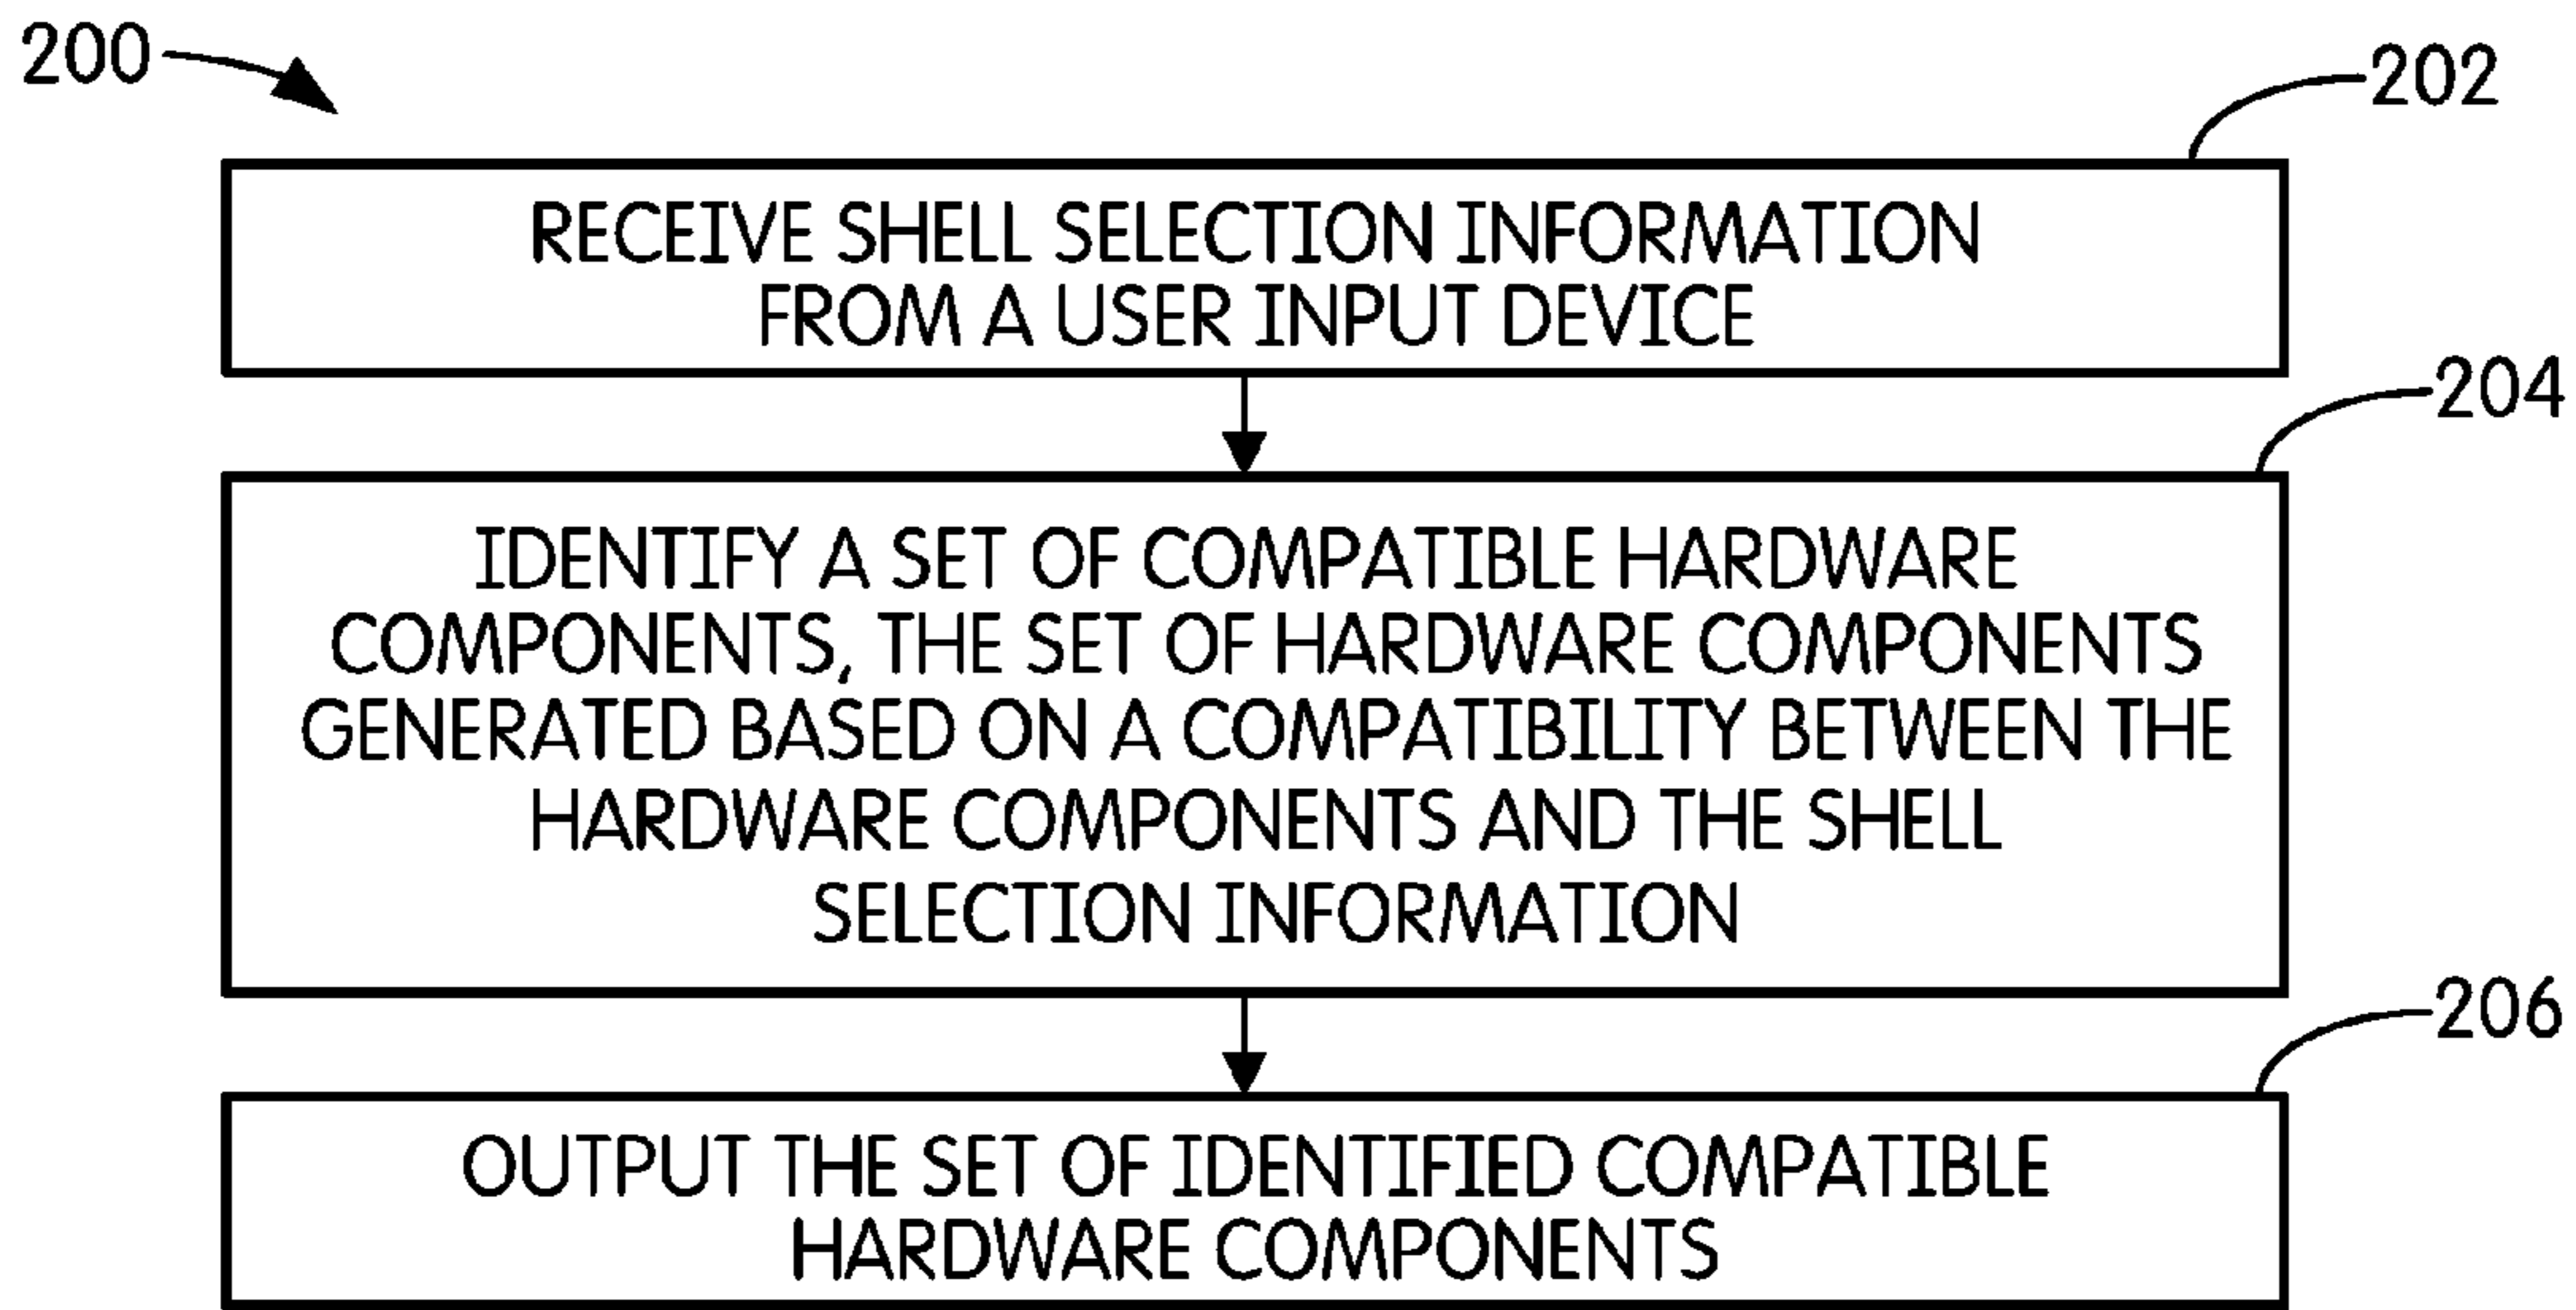 200
202
RECEIVE SHELL SELECTION INFORMATION
FROM A USER INPUT DEVICE
204
IDENTIFY A SET OF COMPATIBLE HARDWARE
COMPONENTS, THE SET OF HARDWARE COMPONENTS
GENERATED BASED ON A COMPATIBILITY BETWEEN THE
HARDWARE COMPONENTS AND THE SHELL
SELECTION INFORMATION
206
OUTPUT THE SET OF IDENTIFIED COMPATIBLE
HARDWARE COMPONENTS